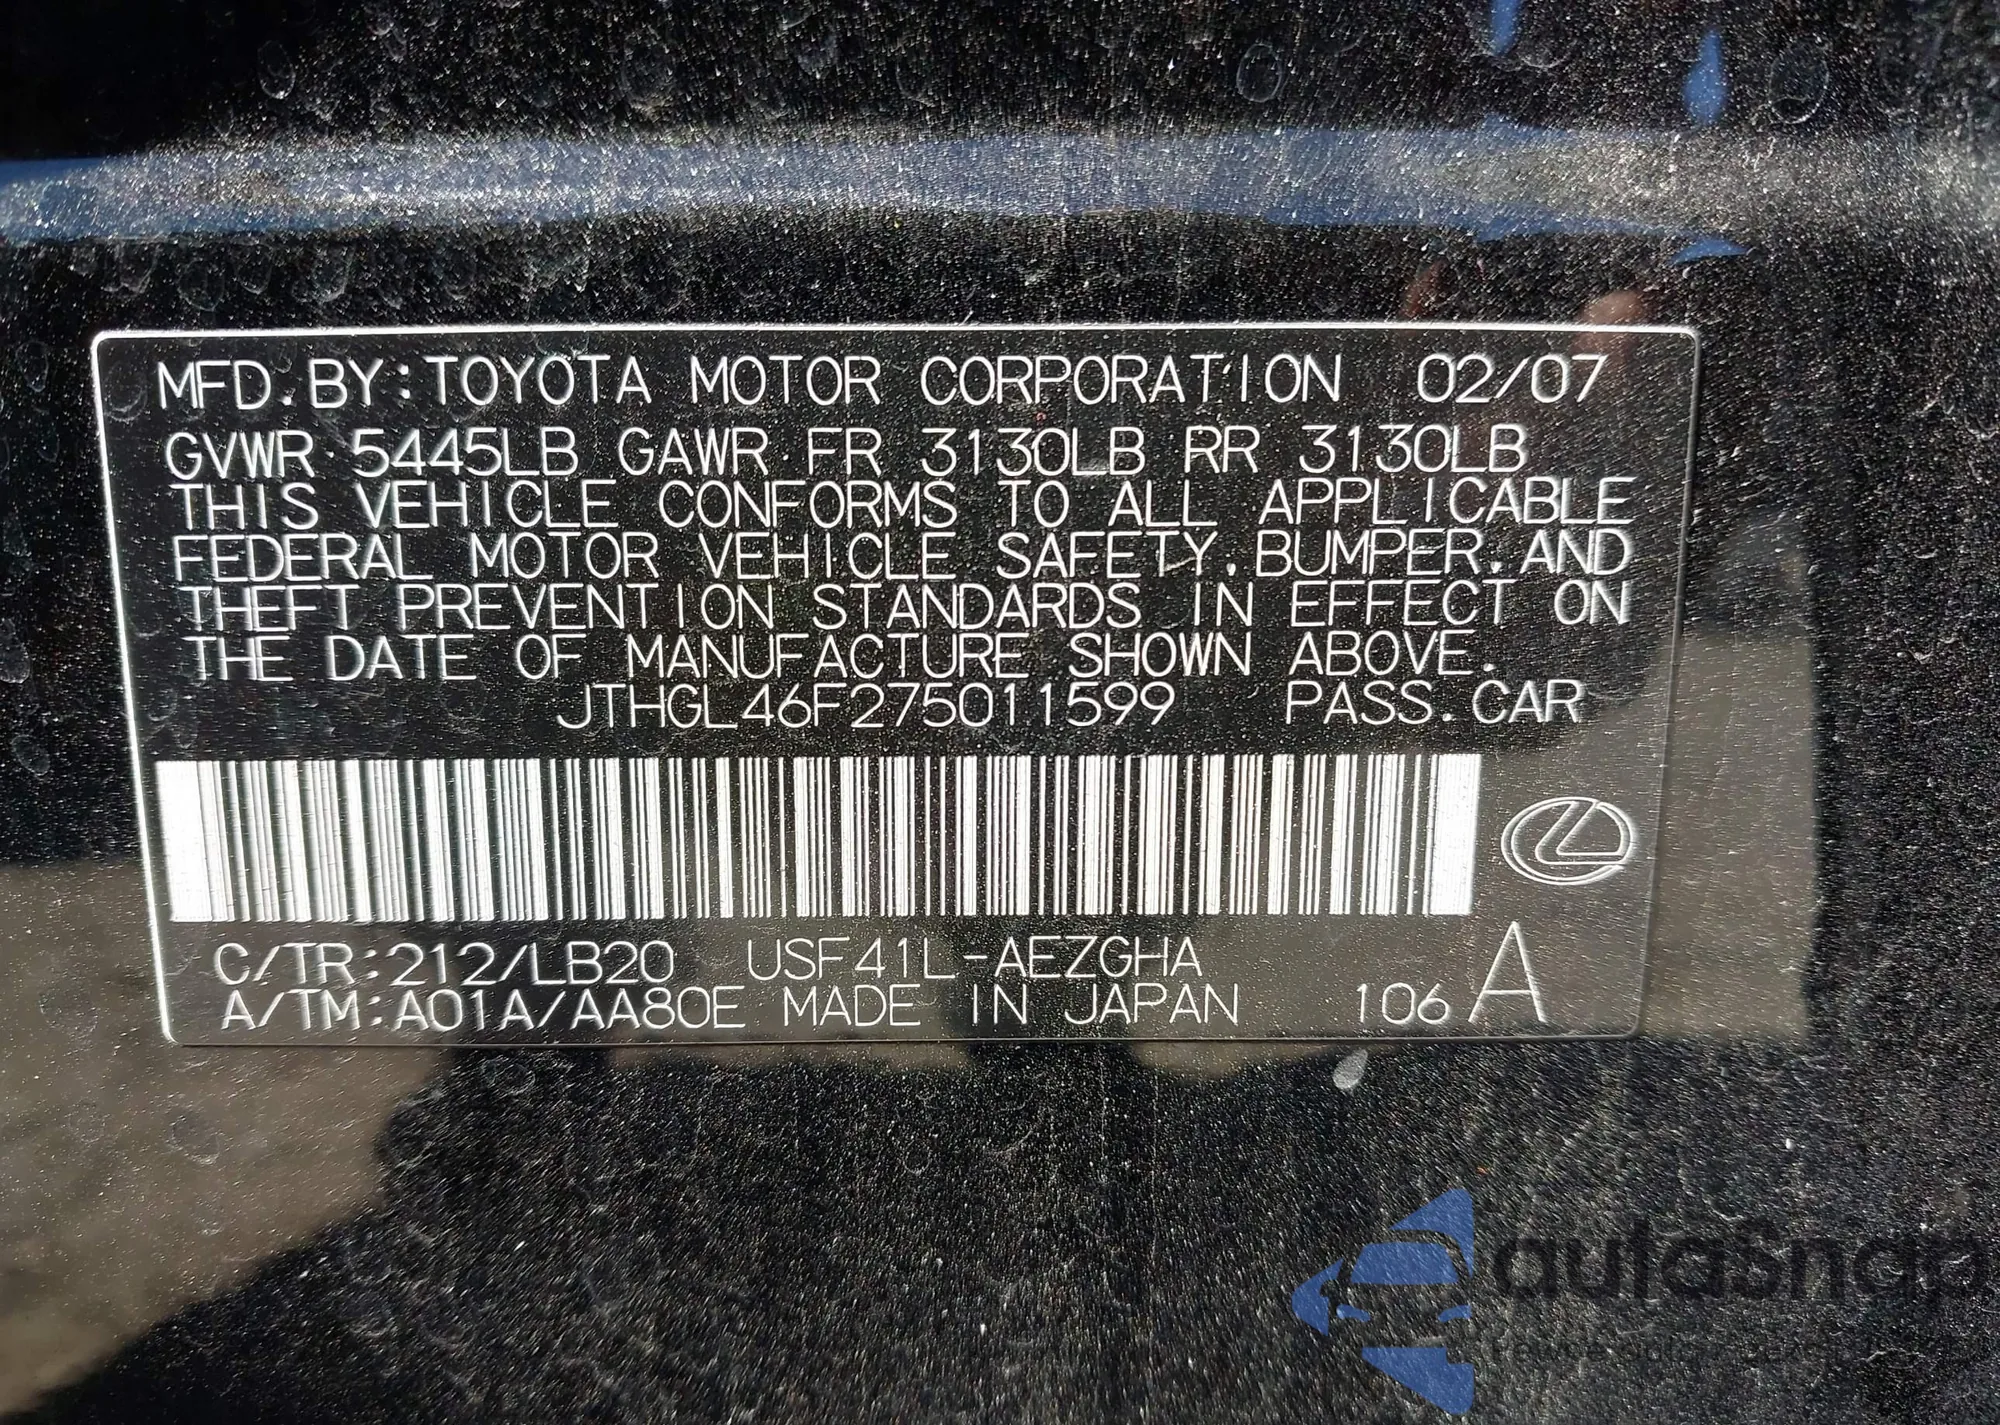 MFD. BY: TOYOTA MOTOR CORPORATION 02/07
GVWR 5445LB GAWR FR 3130LB RR 3130LB
THIS VEHICLE CONFORMS TO ALL APPLICABLE
FEDERAL MOTOR VEHICLE SAFETY, BUMPER, AND
THEFT PREVENTION STANDARDS IN EFFECT ON
THE DATE OF MANUFACTURE SHOWN ABOVE.
JTHGL46F275011599 PASS. CAR
C/TR: 212/LB20 USF41L-AEZGHA
A/TM: A01A/AA80E MADE IN JAPAN 106 A
autaSnap